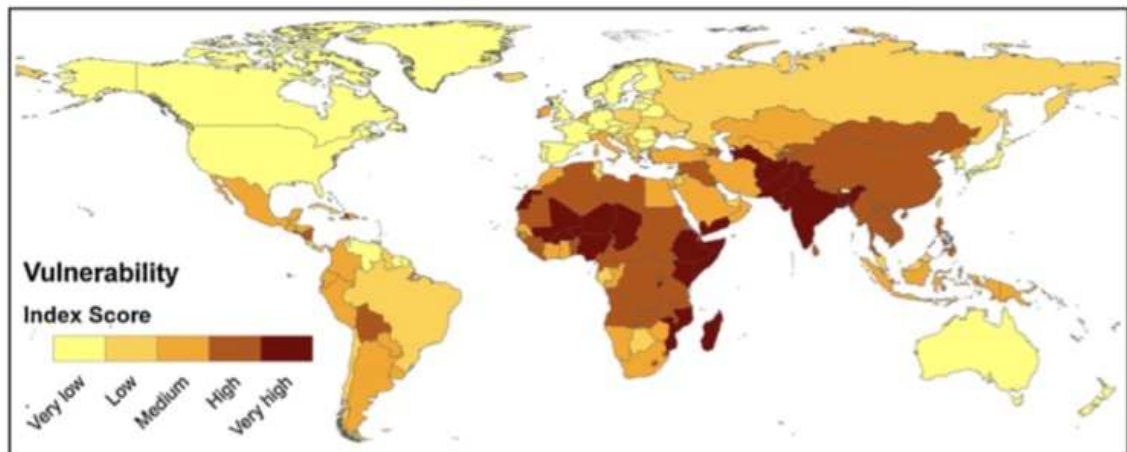 Vulnerability
Index Score
Very low
Low
Medium
High
Very high